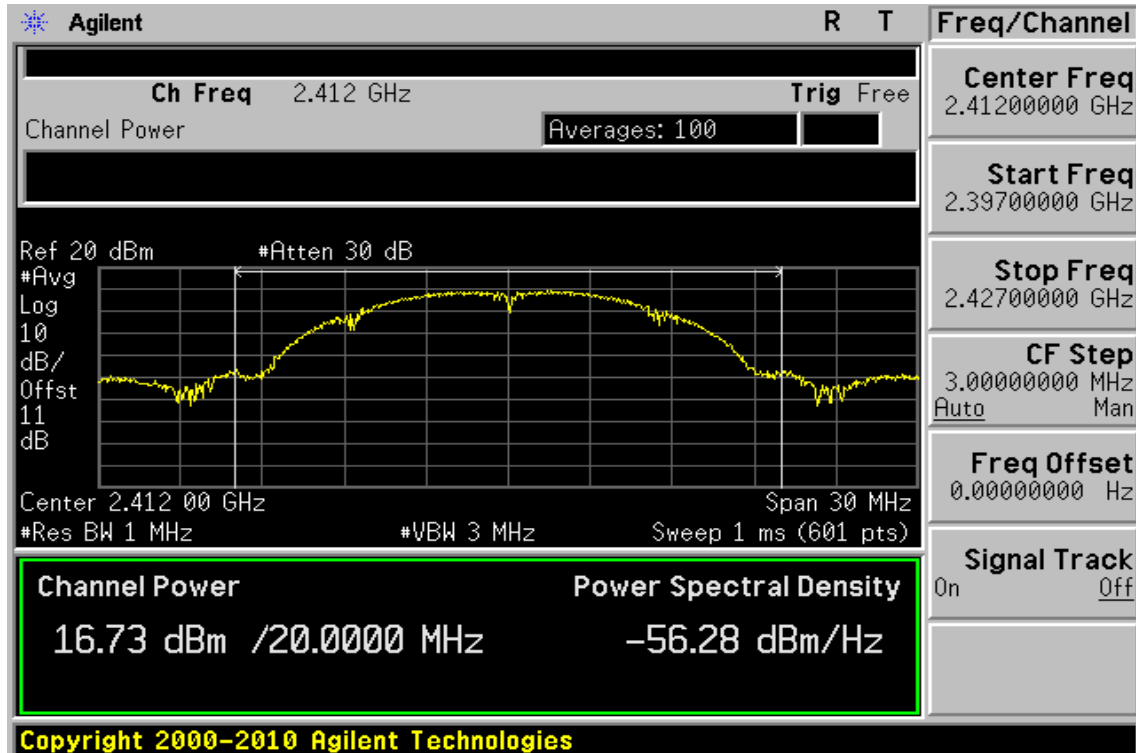 Agilent R T
Ch Freq 2.412 GHz Trig Free
Channel Power Averages: 100
Ref 20 dBm #Atten 30 dB
#Avg
Log
10
dB/
Offst
11
dB
Center 2.412 00 GHz Span 30 MHz
#Res BW 1 MHz #VBW 3 MHz Sweep 1 ms (601 pts)
Channel Power Power Spectral Density
16.73 dBm /20.0000 MHz -56.28 dBm/Hz
Copyright 2000-2010 Agilent Technologies
Freq/Channel
Center Freq
2.41200000 GHz
Start Freq
2.39700000 GHz
Stop Freq
2.42700000 GHz
CF Step
3.00000000 MHz
Auto Man
Freq Offset
0.00000000 Hz
Signal Track
On Off